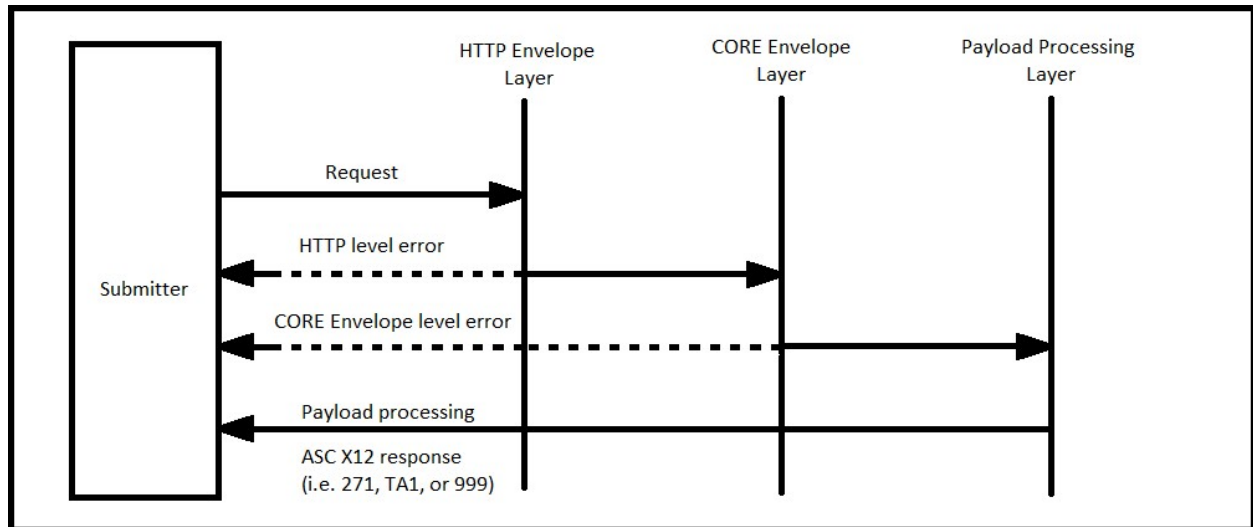 HTTP Envelope
Layer
CORE Envelope
Layer
Payload Processing
Layer
Request
HTTP level error
Submitter
CORE Envelope level error
Payload processing
ASC X12 response
(i.e. 271, TA1, or 999)